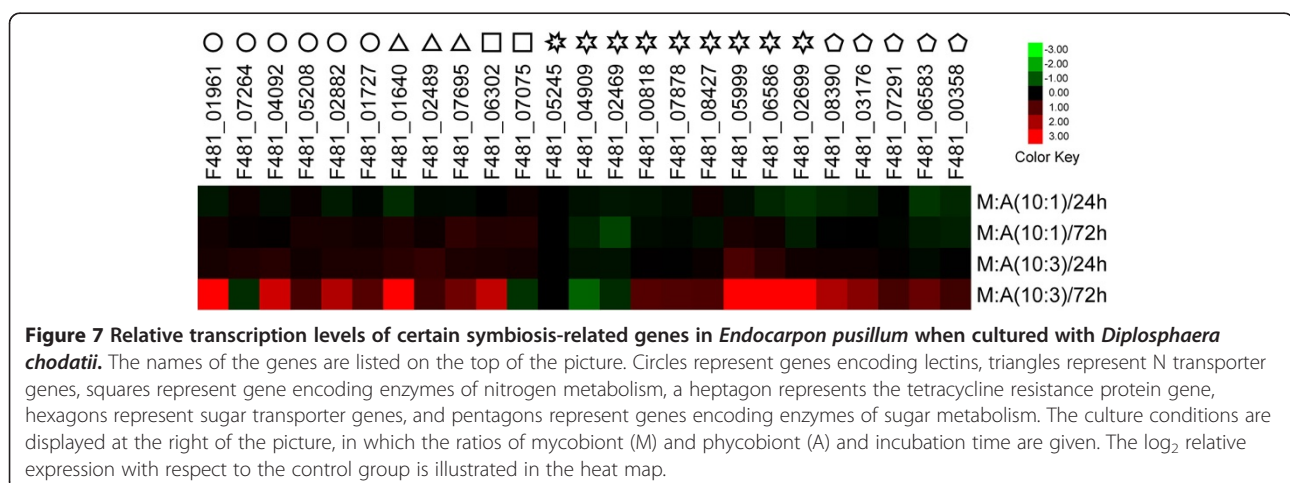 F481_01961
F481_07264
F481_04092
F481_05208
F481_02882
F481_01727
F481_01640
F481_02489
F481_07695
F481_06302
F481_07075
F481_05245
F481_04909
F481_02469
F481_00818
F481_07878
F481_08427
F481_05999
F481_06586
F481_02699
F481_08390
F481_03176
F481_07291
F481_06583
F481_00358
-3.00
-2.00
-1.00
0.00
1.00
2.00
3.00
Color Key
M:A(10:1)/24h
M:A(10:1)/72h
M:A(10:3)/24h
M:A(10:3)/72h
Figure 7 Relative transcription levels of certain symbiosis-related genes in Endocarpon pusillum when cultured with Diplosphaera
chodatii. The names of the genes are listed on the top of the picture. Circles represent genes encoding lectins, triangles represent N transporter
genes, squares represent gene encoding enzymes of nitrogen metabolism, a heptagon represents the tetracycline resistance protein gene,
hexagons represent sugar transporter genes, and pentagons represent genes encoding enzymes of sugar metabolism. The culture conditions are
displayed at the right of the picture, in which the ratios of mycobiont (M) and phycobiont (A) and incubation time are given. The log2 relative
expression with respect to the control group is illustrated in the heat map.